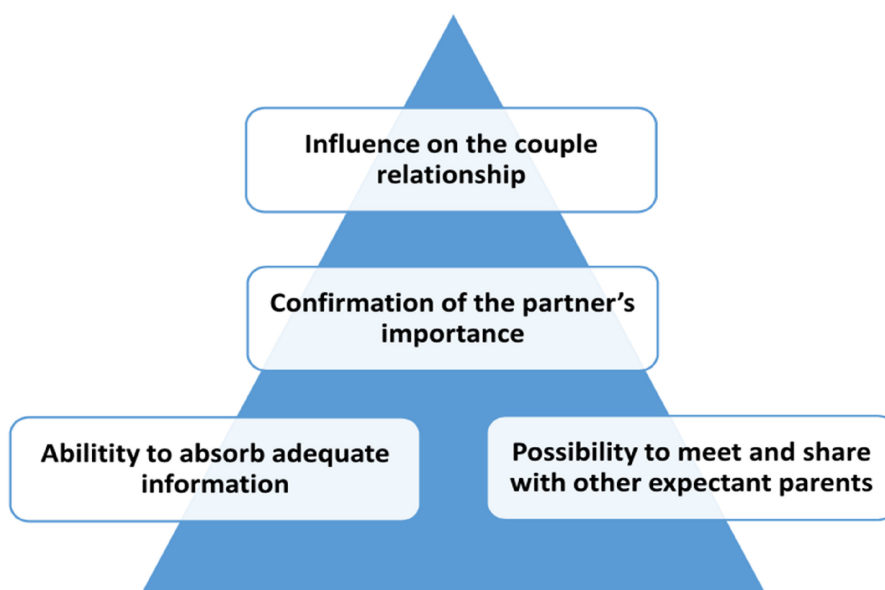 Influence on the couple
relationship
Confirmation of the partner's
importance
Abilitity to absorb adequate
information
Possibility to meet and share
with other expectant parents